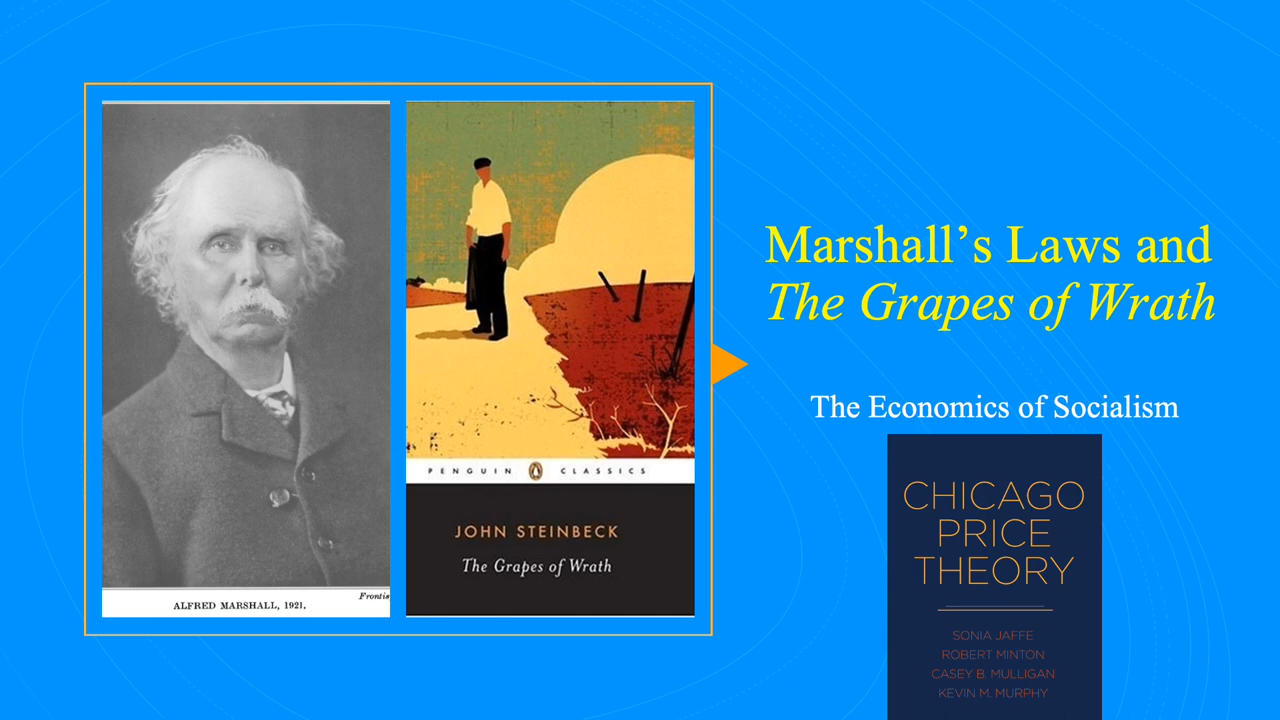 ALFRED MARSHALL, 1921.
Frontis
PENGUIN CLASSICS
JOHN STEINBECK
The Grapes of Wrath
Marshall’s Laws and
The Grapes of Wrath
The Economics of Socialism
CHICAGO
PRICE
THEORY
SONIA JAFFE
ROBERT MINTON
CASEY B. MULLIGAN
KEVIN M. MURPHY